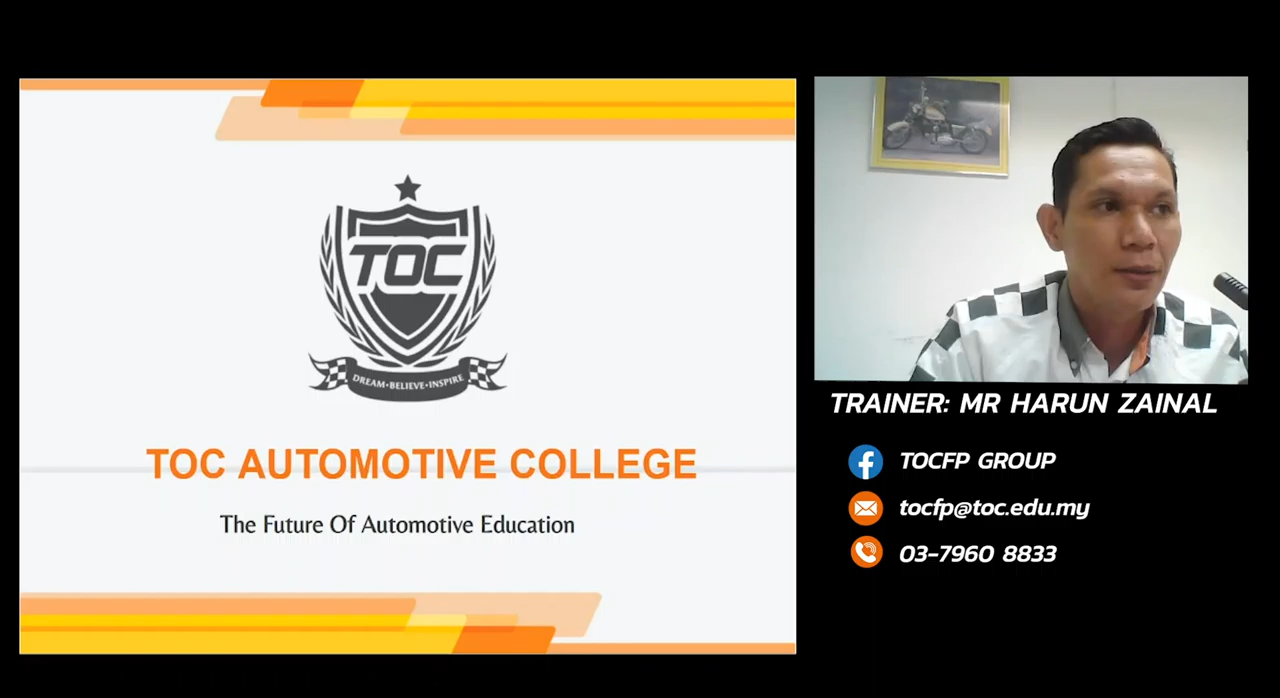 TOC
DREAM•BELIEVE•INSPIRE
TOC AUTOMOTIVE COLLEGE
The Future Of Automotive Education
TRAINER: MR HARUN ZAINAL
TOCFP GROUP
tocfp@toc.edu.my
03-7960 8833